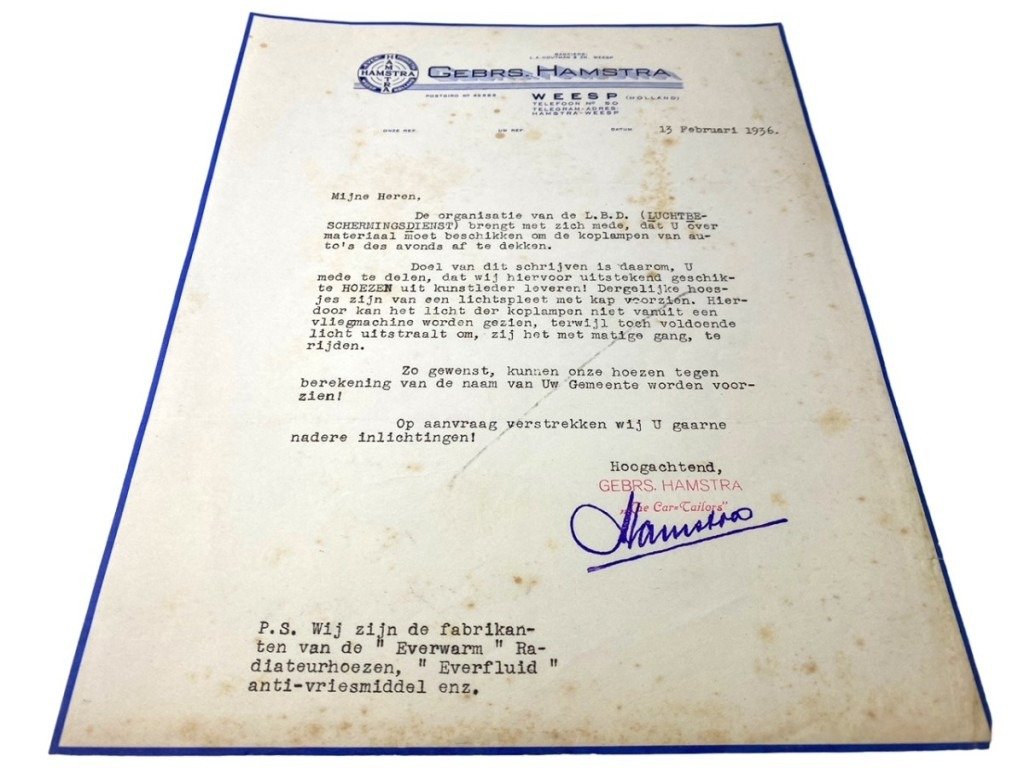 BANKIERS:
L.A. HOUTMAN & ZN. WEESP
HAMSTRA
HAMSTRA
GEBRS. HAMSTRA
POSTGIRO Nº
WEESP (HOLLAND)
TELEFOON Nº 50
TELEGRAM-ADRES:
HAMSTRA-WEESP
ONZE REF. UW REF. DATUM 13 Februari 1936.
Mijne Heren,
De organisatie van de L.B.D. (LUCHTBE-
SCHERMINGSDIENST) brengt met zich mede, dat U over
materiaal moet beschikken om de koplampen van au-
to's des avonds af te dekken.
Doel van dit schrijven is daarom, U
mede te delen, dat wij hiervoor uitstekend geschik-
te HOEZEN uit kunstleder leveren! Dergelijke hoes-
jes zijn van een lichtspleet met kap voorzien. Hier-
door kan het licht der koplampen niet vanuit een
vliegmachine worden gezien, terwijl toch voldoende
licht uitstraalt om, zij het met matige gang, te
rijden.
Zo gewenst, kunnen onze hoezen tegen
berekening van de naam van Uw Gemeente worden voor-
zien!
Op aanvraag verstrekken wij U gaarne
nadere inlichtingen!
Hoogachtend,
GEBRS. HAMSTRA
„The Car-Tailors"
Hamstra
P.S. Wij zijn de fabrikan-
ten van de " Everwarm " Ra-
diateurhoezen, " Everfluid "
anti-vriesmiddel enz.